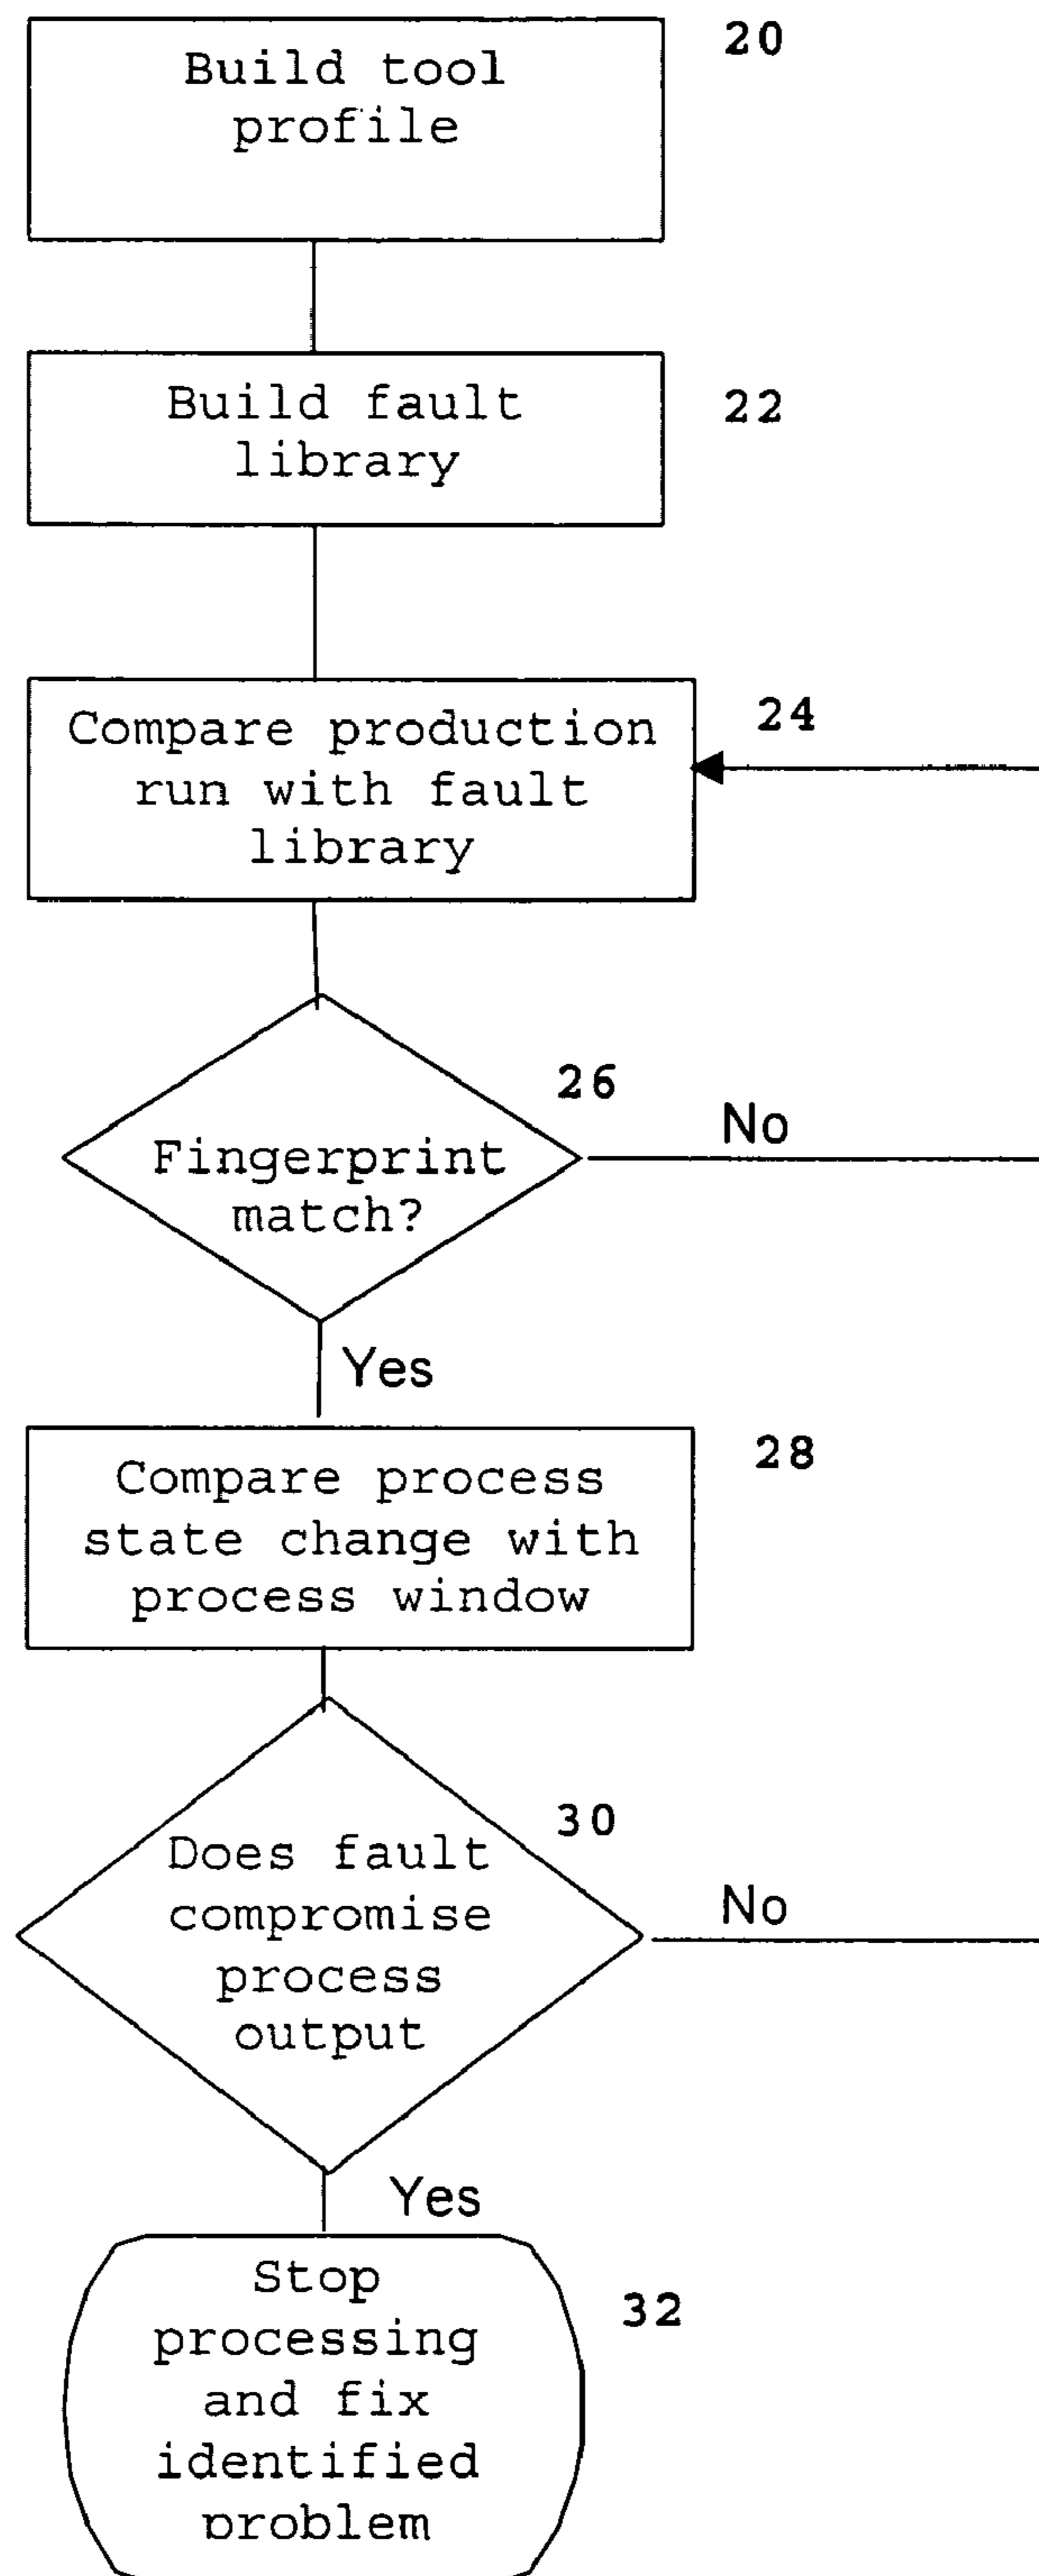 Build tool
profile
20
Build fault
library
22
Compare production
run with fault
library
24
Fingerprint
match?
26
No
Yes
Compare process
state change with
process window
28
Does fault
compromise
process
output
30
No
Yes
Stop
processing
and fix
identified
problem
32